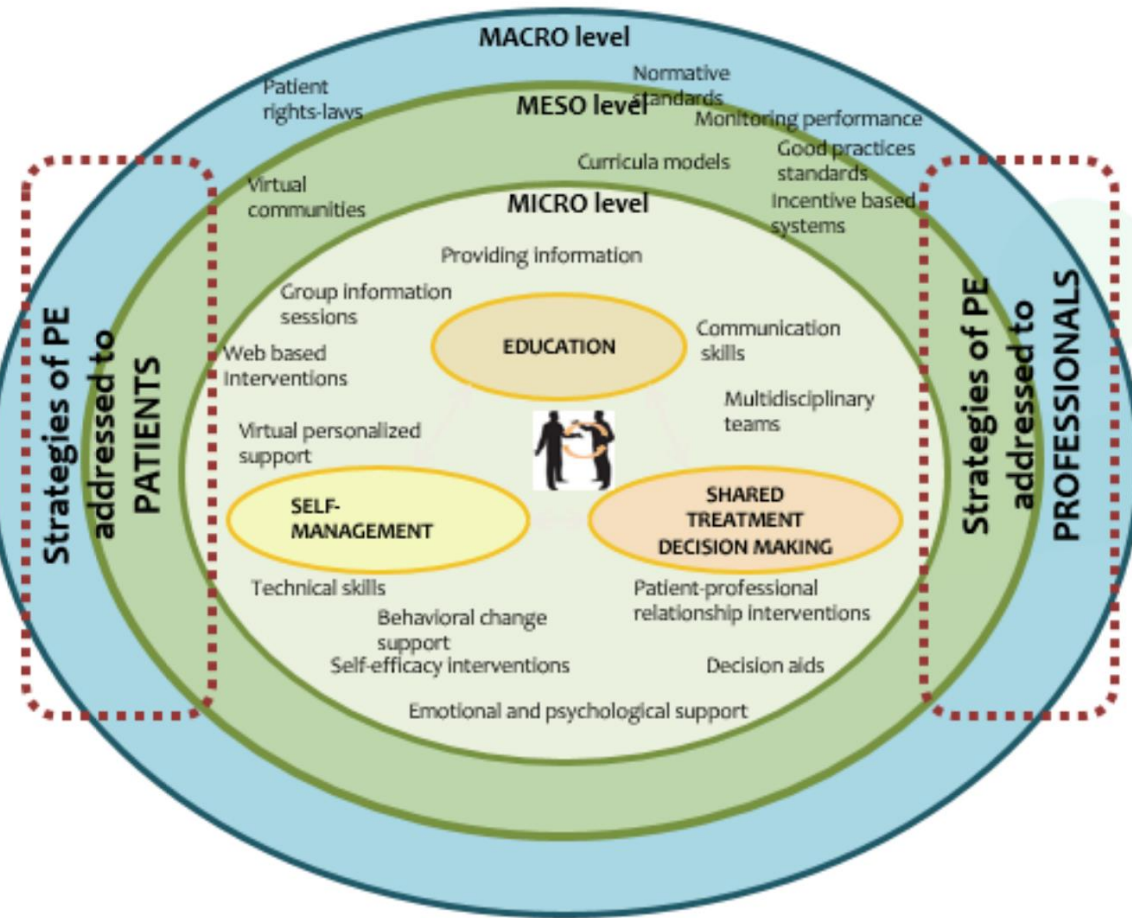 MACRO level
Patient
rights-laws
Normative
standards
MESO level
Monitoring performance
Curricula models
Good practices
standards
Virtual
communities
Incentive based
systems
MICRO level
Providing information
Group information
sessions
EDUCATION
Communication
skills
Web based
Interventions
Multidisciplinary
teams
Virtual personalized
support
SELF-
MANAGEMENT
SHARED
TREATMENT
DECISION MAKING
Technical skills
Behavioral change
support
Self-efficacy interventions
Patient-professional
relationship interventions
Decision aids
Emotional and psychological support
Strategies of PE
addressed to
PATIENTS
Strategies of PE
addressed to
PROFESSIONALS